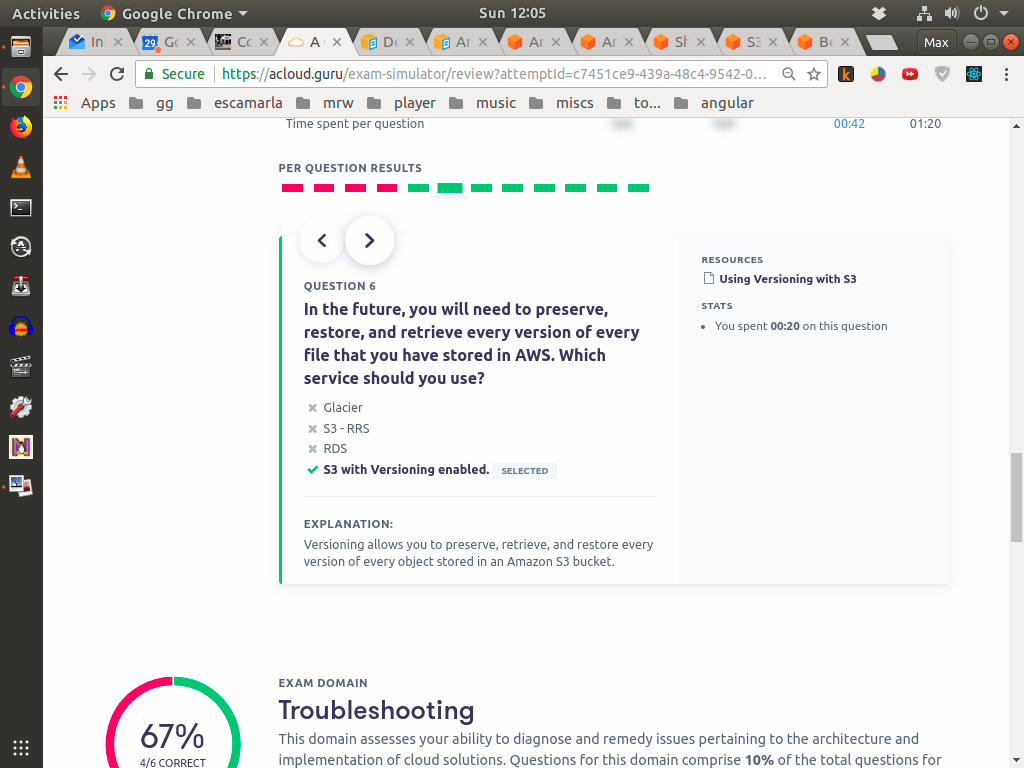 Activities Google Chrome Sun 12:05
In Go Co A De Ar Ar Ar Sh S3 Be Max
Secure https://acloud.guru/exam-simulator/review?attemptId=c7451ce9-439a-48c4-9542-0...
Apps gg escamarla mrw player music miscs to... angular
Time spent per question 00:42 01:20
PER QUESTION RESULTS
QUESTION 6
In the future, you will need to preserve,
restore, and retrieve every version of every
file that you have stored in AWS. Which
service should you use?
Glacier
S3 - RRS
RDS
S3 with Versioning enabled. SELECTED
EXPLANATION:
Versioning allows you to preserve, retrieve, and restore every
version of every object stored in an Amazon S3 bucket.
RESOURCES
Using Versioning with S3
STATS
• You spent 00:20 on this question
67%
4/6 CORRECT
EXAM DOMAIN
Troubleshooting
This domain assesses your ability to diagnose and remedy issues pertaining to the architecture and
implementation of cloud solutions. Questions for this domain comprise 10% of the total questions for